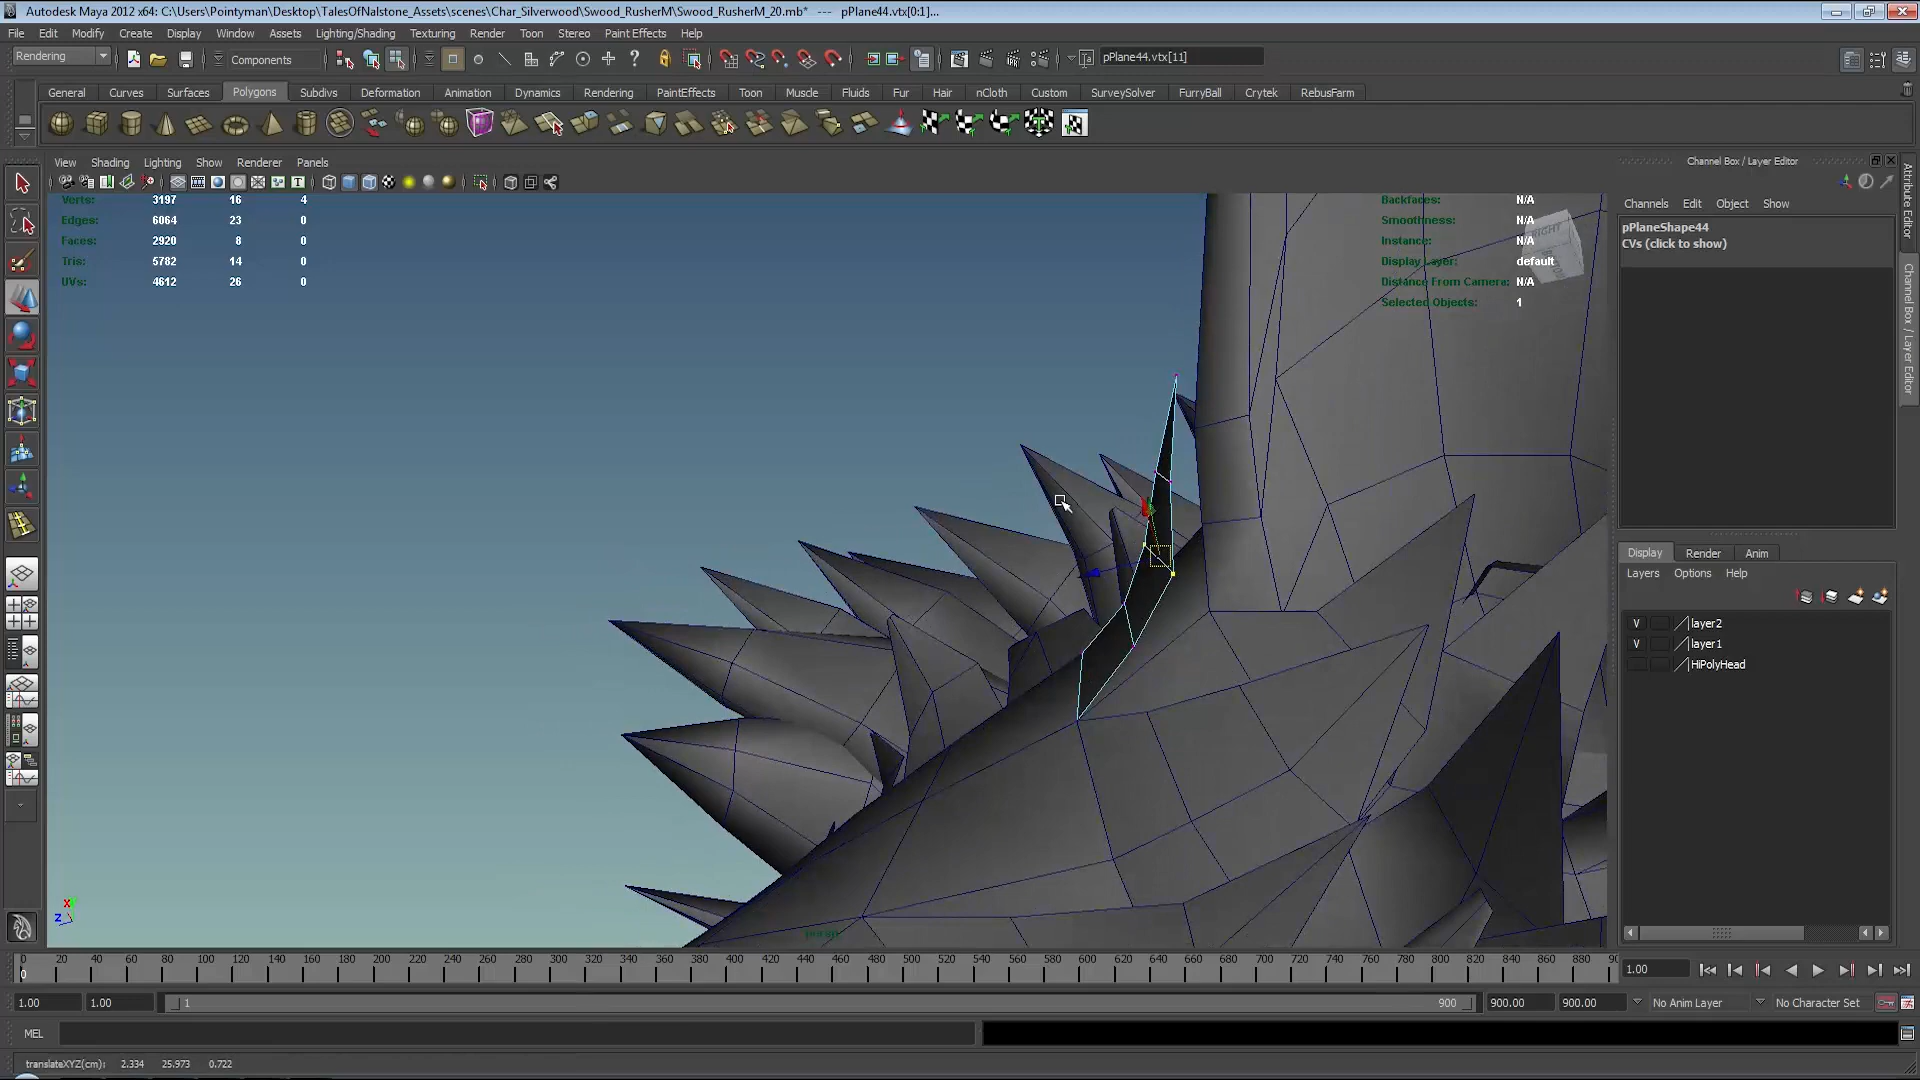 Autodesk Maya 2012 x64: C:\Users\Pointyman\Desktop\TalesOfNalstone_Assets\scenes\Char_Silverwood\Swood_RusherM\Swood_RusherM_20.mb* --- pPlane44.vtx[0:1]...
File Edit Modify Create Display Window Assets Lighting/Shading Texturing Render Toon Stereo Paint Effects Help
Rendering Components pPlane44.vtx[11]
General Curves Surfaces Polygons Subdivs Deformation Animation Dynamics Rendering PaintEffects Toon Muscle Fluids Fur Hair nCloth Custom SurveySolver FurryBall Crytek RebusFarm
View Shading Lighting Show Renderer Panels
Channel Box / Layer Editor
Attribute Editor
Channel Box / Layer Editor
Channels Edit Object Show
pPlaneShape44
CVs (click to show)
Verts: 3197 16 4
Edges: 6064 23 0
Faces: 2920 8 0
Tris: 5782 14 0
UVs: 4612 26 0
Backfaces: N/A
Smoothness: N/A
Instance: N/A
Display Layer: default
Distance From Camera: N/A
Selected Objects: 1
RIGHT
Display Render Anim
Layers Options Help
V layer2
V layer1
HiPolyHead
x
z
persp
0 20 40 60 80 100 120 140 160 180 200 220 240 260 280 300 320 340 360 380 400 420 440 460 480 500 520 540 560 580 600 620 640 660 680 700 720 740 760 780 800 820 840 860 880 90
0
1.00
1.00 1.00 1 900 900.00 900.00 No Anim Layer No Character Set
MEL
translateXYZ(cm): 2.334 25.973 0.722